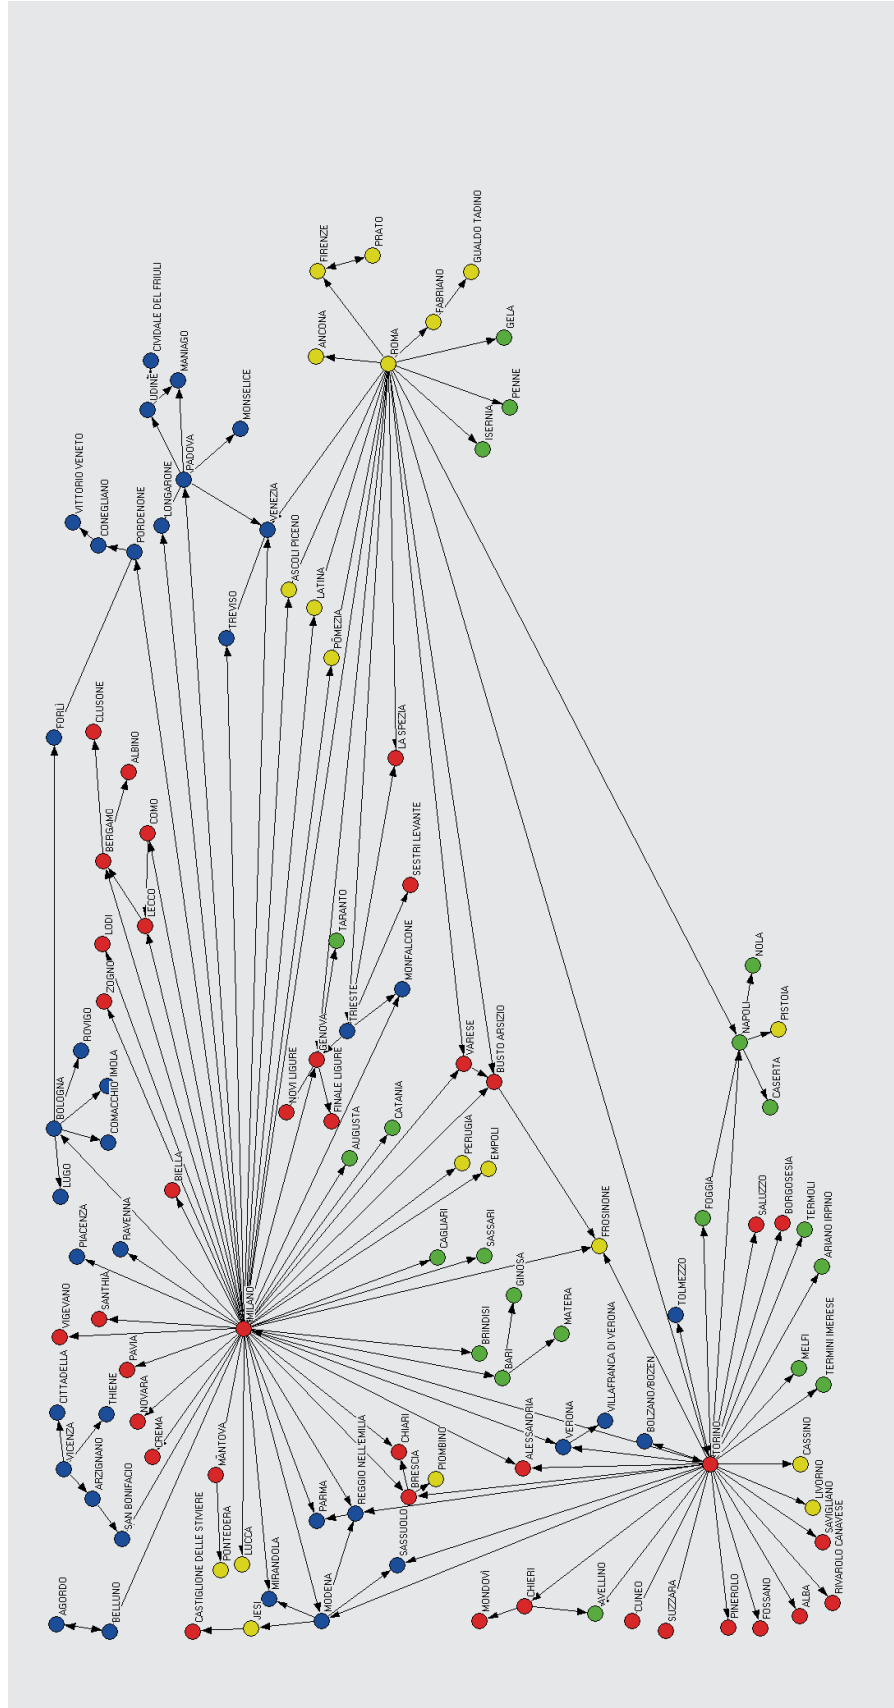 FIRENZE
PRATO
GUALDO TADINO
FABRIANO
ANCONA
ROMA
GELA
PENNE
ISERNIA
CIVIDALE DEL FRIULI
UDINE
MANIAGO
MONSELICE
PADOVA
LONGARONE
VENEZIA
VITTORIO VENETO
CONEGLIANO
PORDENONE
ASCOLI PICENO
LATINA
TREVISO
POMEZIA
FORLÌ
CLUSONE
ALBINO
LA SPEZIA
BERGAMO
COMO
LECCO
SESTRI LEVANTE
LODI
TARANTO
ZOGNO
MONFALCONE
TRIESTE
GENOVA
ROVIGO
IMOLA
COMACCHIO
BOLOGNA
LUGO
NOVI LIGURE
FINALE LIGURE
VARESE
BUSTO ARSIZIO
NOLA
NAPOLI
PISTOIA
CASERTA
CATANIA
AUGUSTA
BIELLA
PERUGIA
EMPOLI
PIACENZA
RAVENNA
CAGLIARI
SASSARI
FROSINONE
FOGGIA
SALUZZO
BORGOSESIA
TERMOLI
ARIANO IRPINO
VIGEVANO
SANTHIÀ
MILANO
GINOSA
BRINDISI
MATERA
BARI
TOLMEZZO
MELFI
TERMINI IMERESE
PAVIA
CITTADELLA
THIENE
NOVARA
VICENZA
ARZIGNANO
CREMA
SAN BONIFACIO
MANTOVA
CHIARI
BRESCIA
PIOMBINO
ALESSANDRIA
VERONA
VILLAFRANCA DI VERONA
BOLZANO/BOZEN
TORINO
CASSINO
LIVORNO
SAVIGLIANO
RIVAROLO CANAVESE
REGGIO NELL'EMILIA
PARMA
SASSUOLO
CASTIGLIONE DELLE STIVIERE
PONTEDERA
LUCCA
MIRANDOLA
MODENA
JESI
AGORDO
BELLUNO
MONDOVÌ
CHIERI
AVELLINO
CUNEO
SUZZARA
PINEROLO
FOSSANO
ALBA